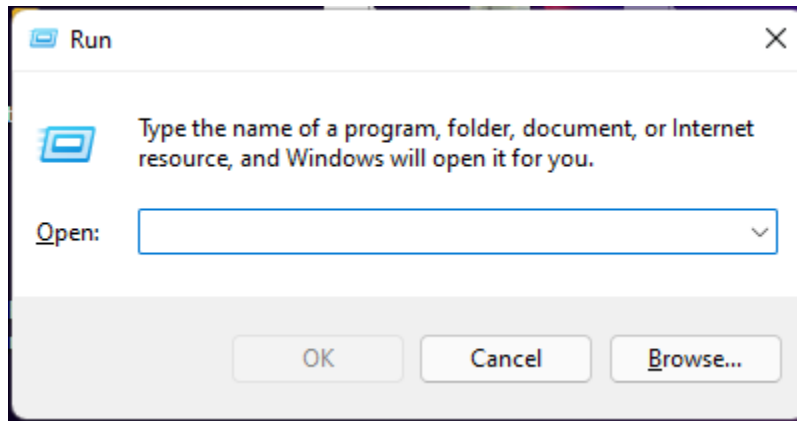 Run
Type the name of a program, folder, document, or Internet
resource, and Windows will open it for you.
Open:
OK
Cancel
Browse...